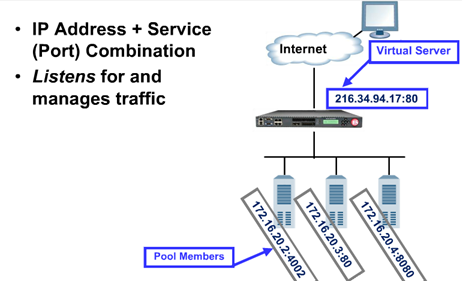 • IP Address + Service
(Port) Combination
• Listens for and
manages traffic
Internet
Virtual Server
216.34.94.17:80
172.16.20.2:4002
172.16.20.3:80
172.16.20.4:8080
Pool Members